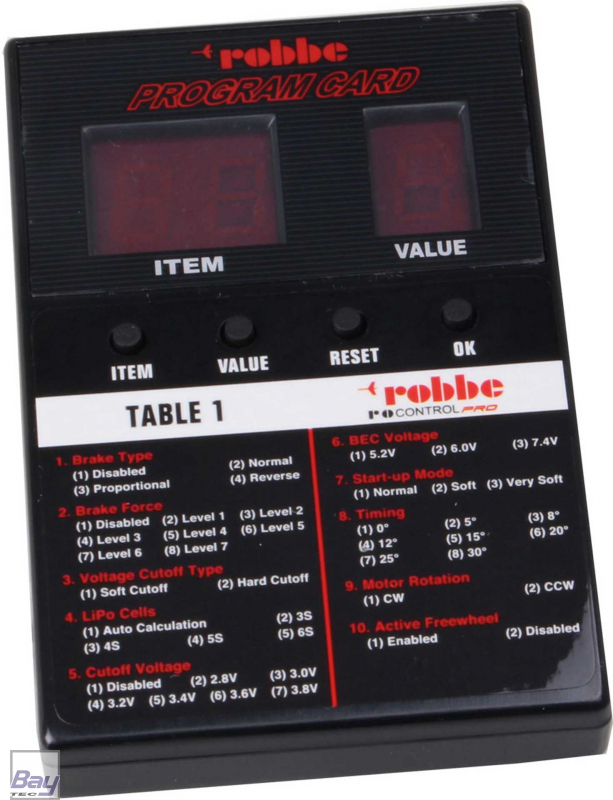 robbe
PROGRAM CARD
ITEM
VALUE
ITEM
VALUE
RESET
OK
TABLE 1
robbe
roCONTROL PRO
1. Brake Type
(1) Disabled (2) Normal
(3) Proportional (4) Reverse
2. Brake Force
(1) Disabled (2) Level 1 (3) Level 2
(4) Level 3 (5) Level 4 (6) Level 5
(7) Level 6 (8) Level 7
3. Voltage Cutoff Type
(1) Soft Cutoff (2) Hard Cutoff
4. LiPo Cells
(1) Auto Calculation (2) 3S
(3) 4S (4) 5S (5) 6S
5. Cutoff Voltage
(1) Disabled (2) 2.8V (3) 3.0V
(4) 3.2V (5) 3.4V (6) 3.6V (7) 3.8V
6. BEC Voltage
(1) 5.2V (2) 6.0V (3) 7.4V
7. Start-up Mode
(1) Normal (2) Soft (3) Very Soft
8. Timing
(1) 0° (2) 5° (3) 8°
(4) 12° (5) 15° (6) 20°
(7) 25° (8) 30°
9. Motor Rotation
(1) CW (2) CCW
10. Active Freewheel
(1) Enabled (2) Disabled
Bay
TEC